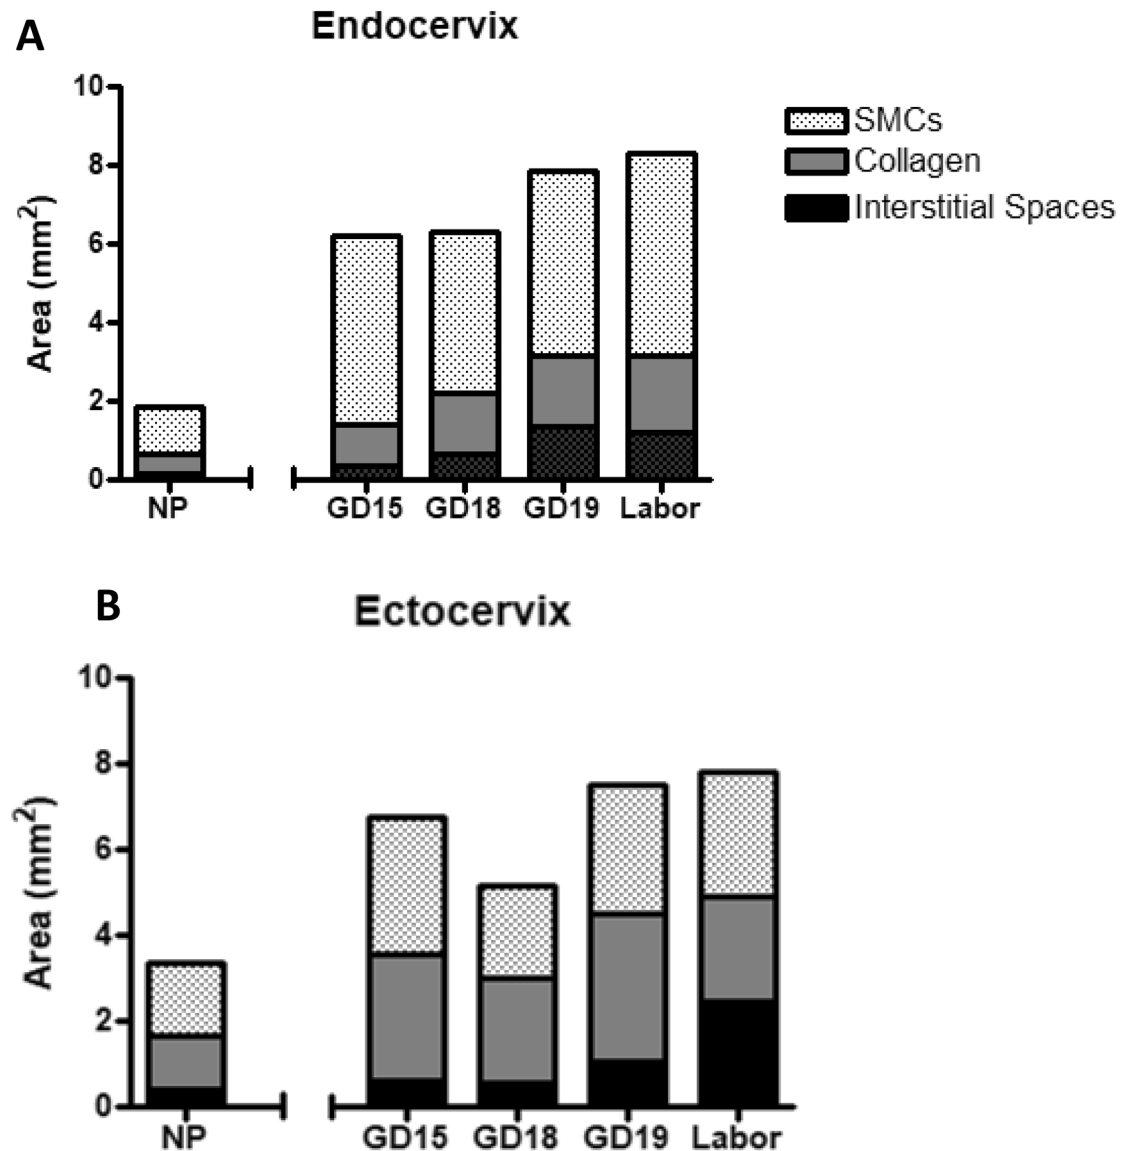 A
Endocervix
10
8
6
4
2
0
Area (mm²)
NP
GD15
GD18
GD19
Labor
SMCs
Collagen
Interstitial Spaces
B
Ectocervix
10
8
6
4
2
0
Area (mm²)
NP
GD15
GD18
GD19
Labor